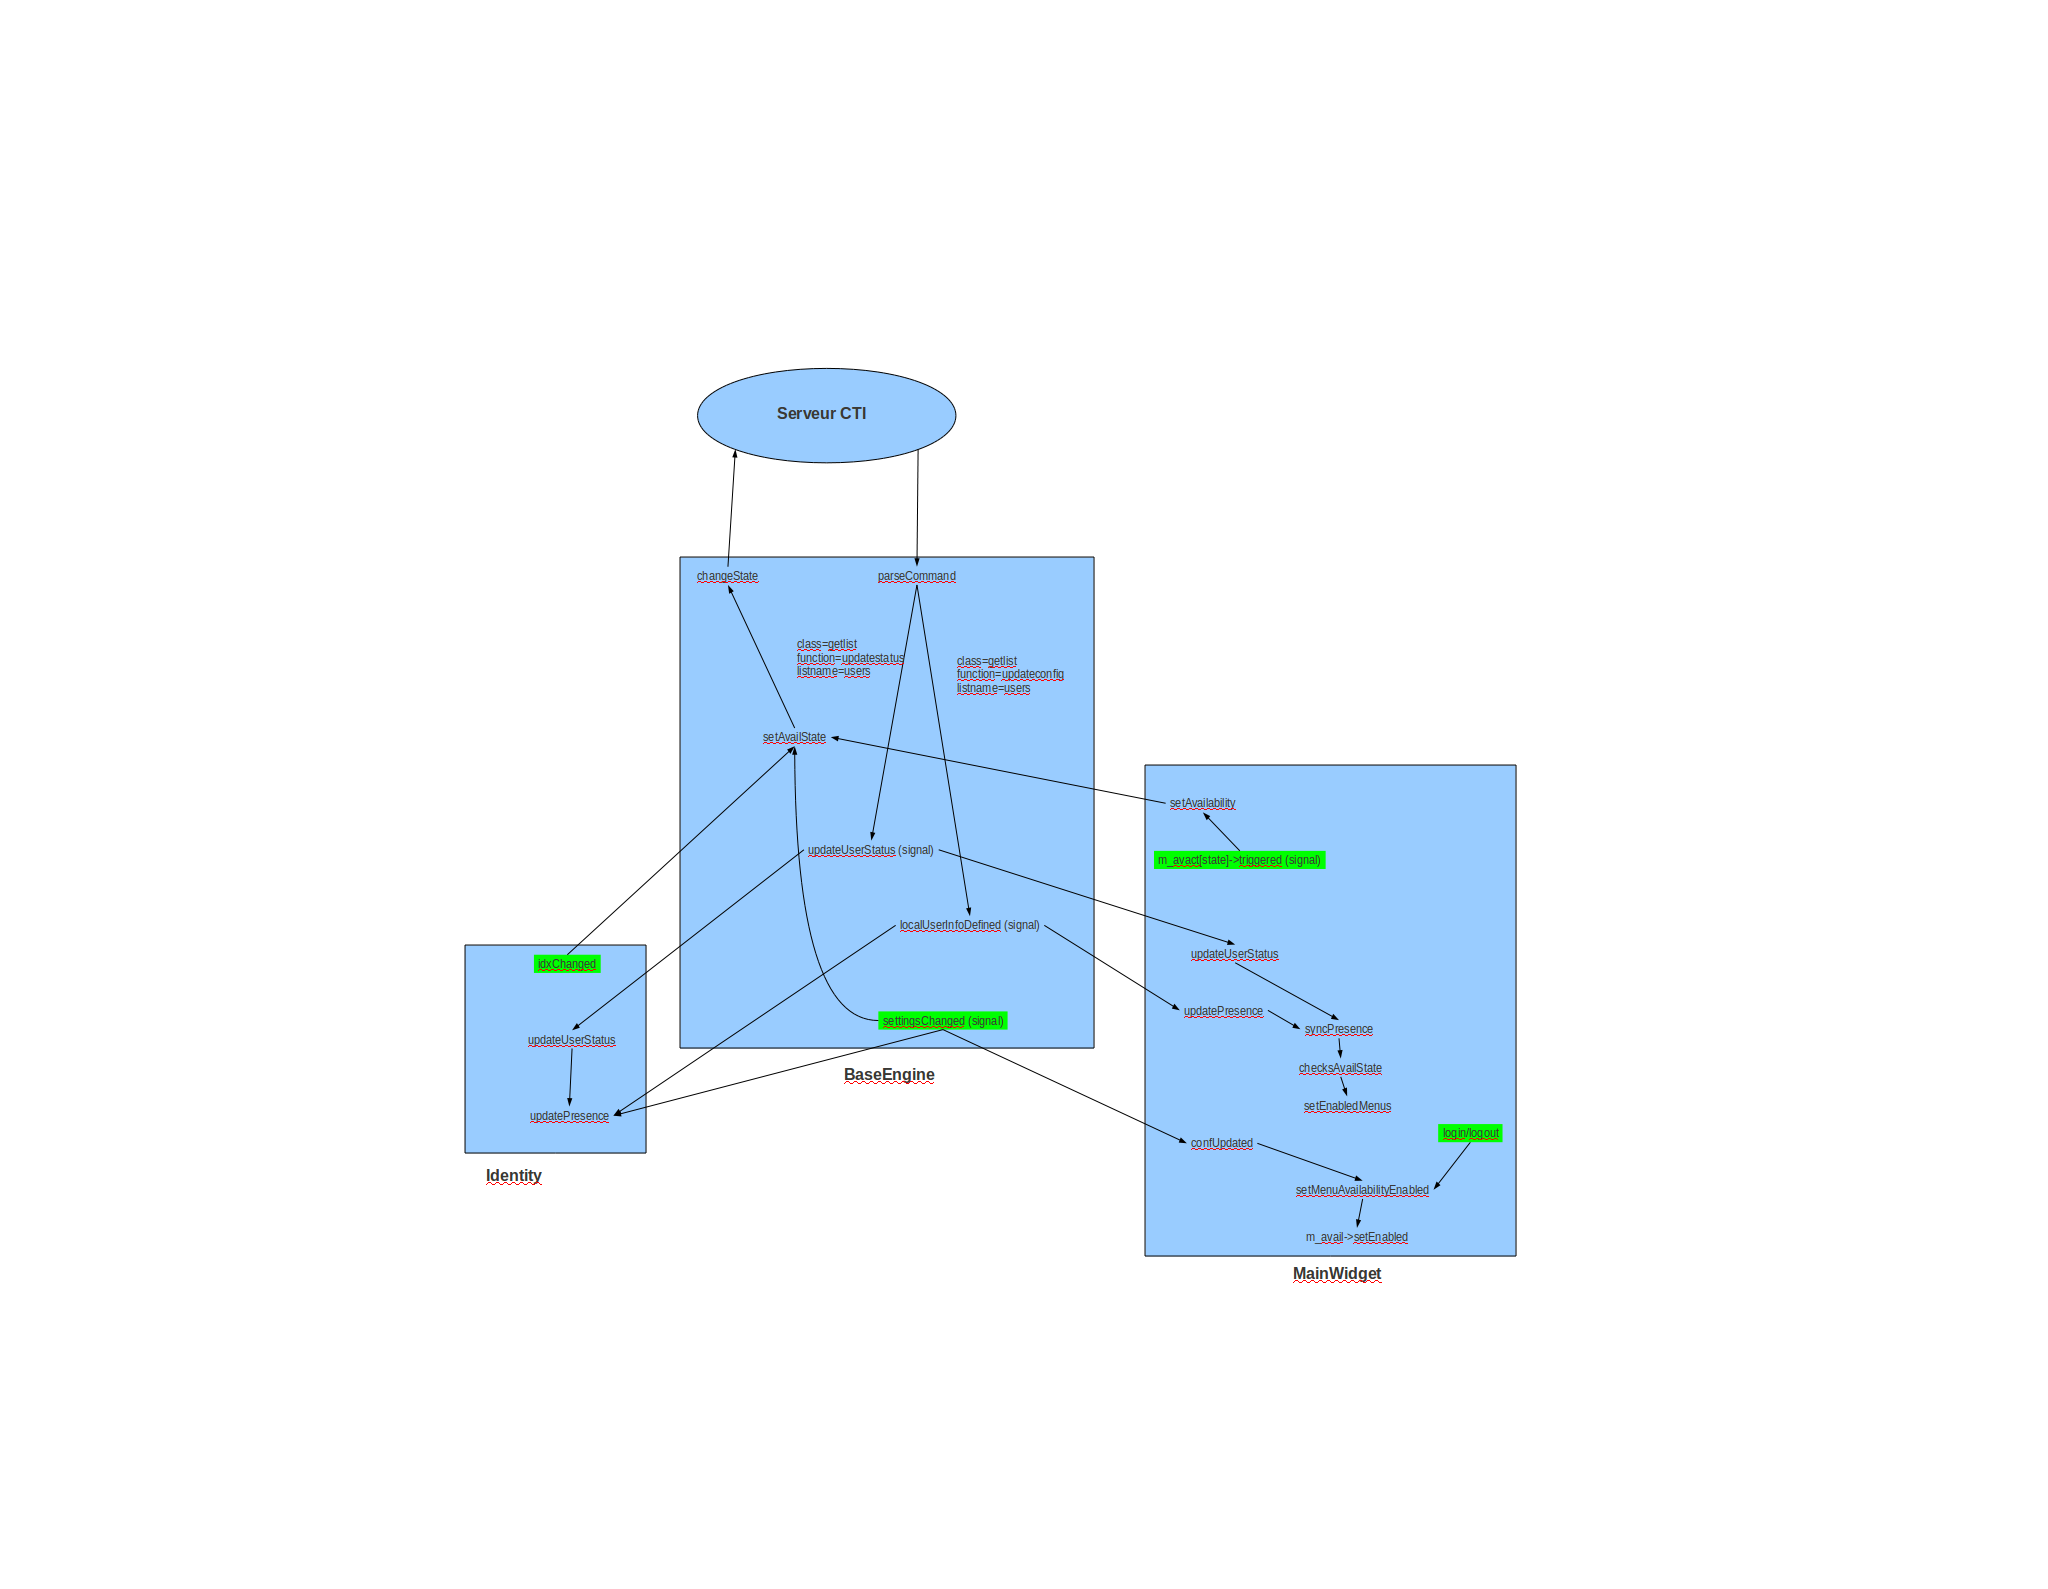 Serveur CTI
changeState
parseCommand
class=getlist
function=updatestatus
listname=users
class=getlist
function=updateconfig
listname=users
setAvailState
setAvailability
updateUserStatus (signal)
m_avact[state]->triggered (signal)
localUserInfoDefined (signal)
updateUserStatus
idxChanged
updatePresence
settingsChanged (signal)
syncPresence
updateUserStatus
checksAvailState
BaseEngine
setEnabledMenus
updatePresence
login/logout
confUpdated
Identity
setMenuAvailabilityEnabled
m_avail->setEnabled
MainWidget